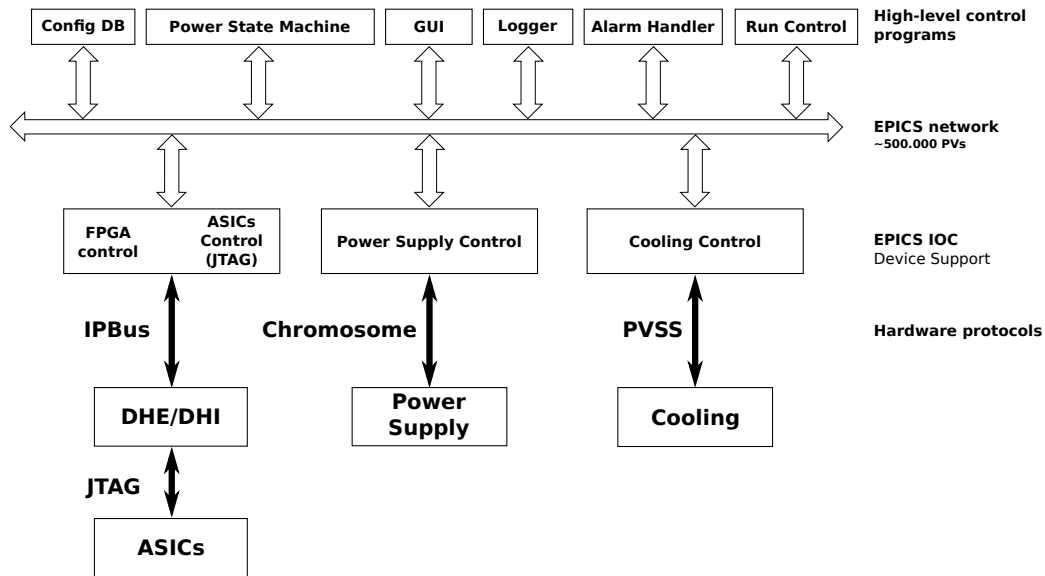 Config DB
Power State Machine
GUI
Logger
Alarm Handler
Run Control
High-level control
programs
EPICS network
~500.000 PVs
FPGA
control
ASICs
Control
(JTAG)
Power Supply Control
Cooling Control
EPICS IOC
Device Support
IPBus
Chromosome
PVSS
Hardware protocols
DHE/DHI
Power
Supply
Cooling
JTAG
ASICs